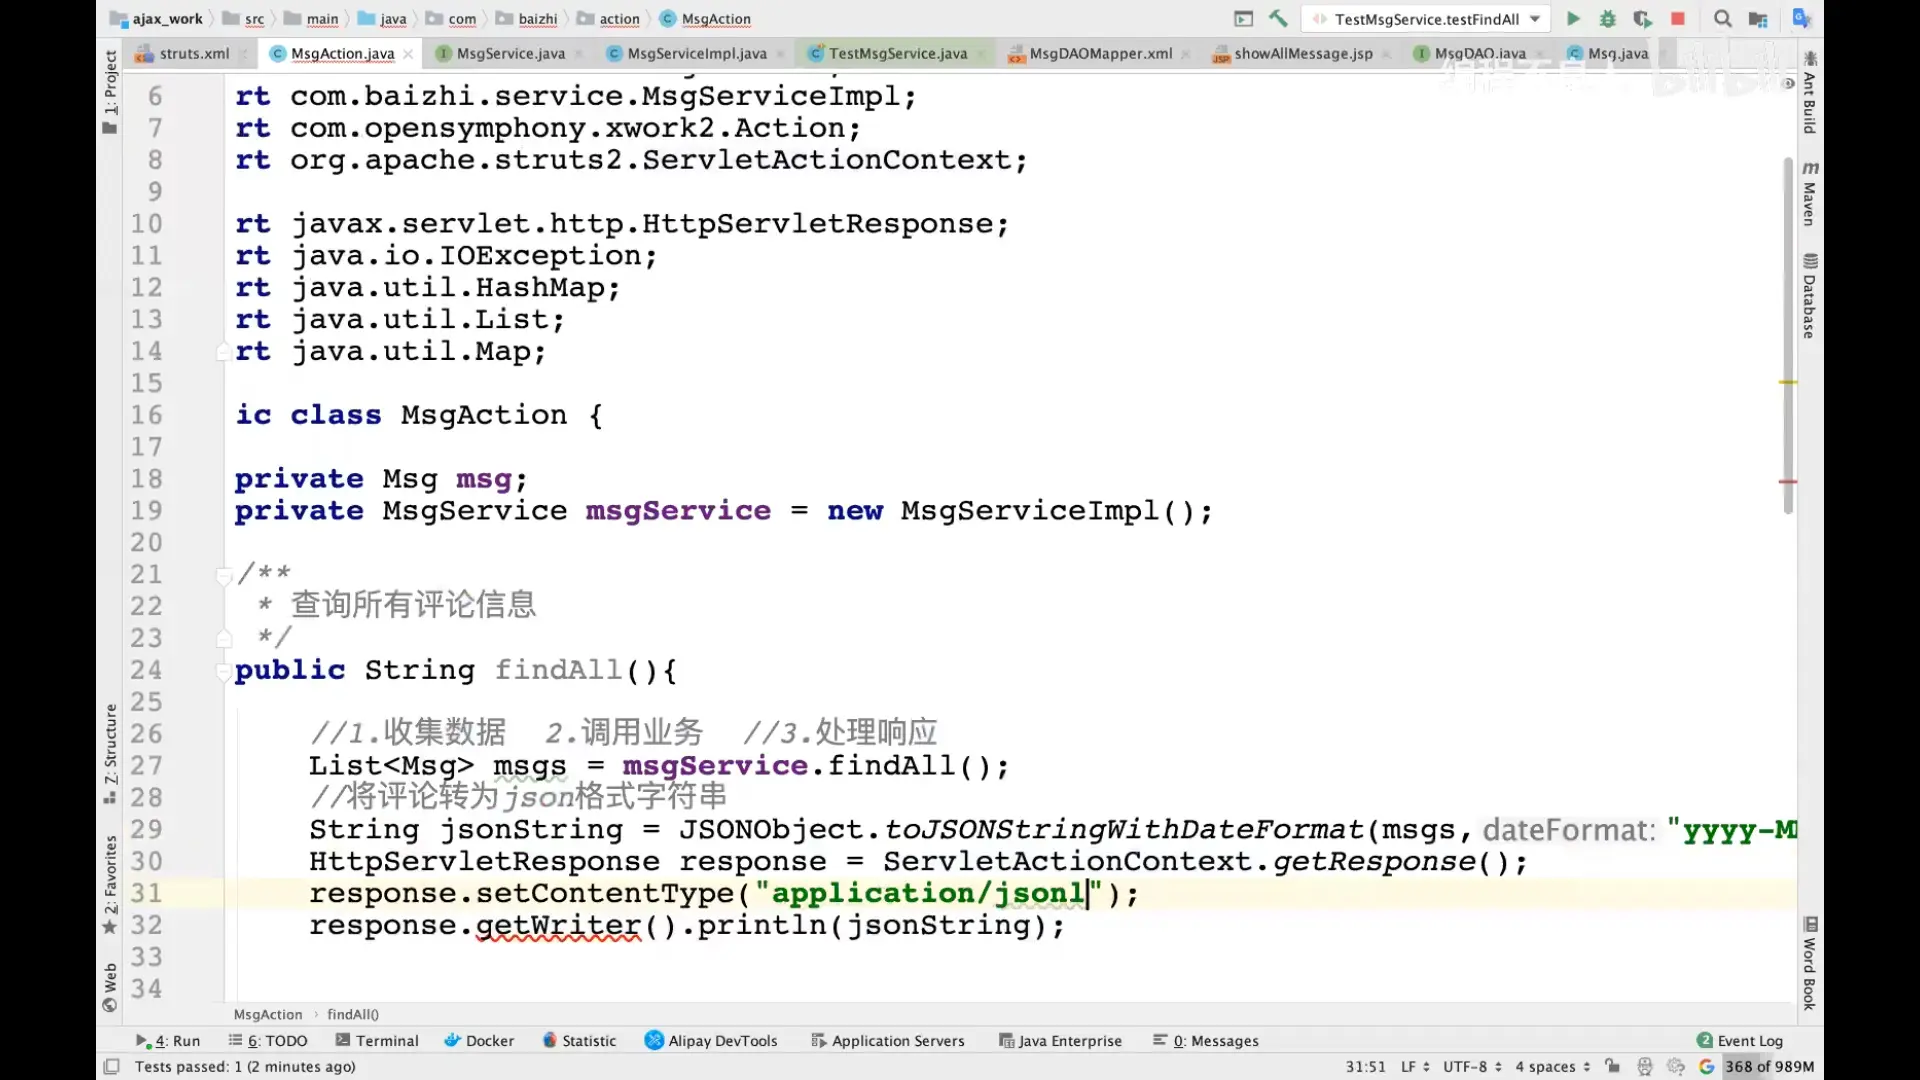 ajax_work src main java com baizhi action MsgAction TestMsgService.testFindAll
struts.xml MsgAction.java MsgService.java MsgServiceImpl.java TestMsgService.java MsgDAOMapper.xml showAllMessage.jsp MsgDAO.java Msg.java
1: Project
Z: Structure
2: Favorites
Web
6 rt com.baizhi.service.MsgServiceImpl;
7 rt com.opensymphony.xwork2.Action;
8 rt org.apache.struts2.ServletActionContext;
9
10 rt javax.servlet.http.HttpServletResponse;
11 rt java.io.IOException;
12 rt java.util.HashMap;
13 rt java.util.List;
14 rt java.util.Map;
15
16 ic class MsgAction {
17
18 private Msg msg;
19 private MsgService msgService = new MsgServiceImpl();
20
21 /**
22 * 查询所有评论信息
23 */
24 public String findAll(){
25
26 //1.收集数据 2.调用业务 //3.处理响应
27 List<Msg> msgs = msgService.findAll();
28 //将评论转为json格式字符串
29 String jsonString = JSONObject.toJSONStringWithDateFormat(msgs, dateFormat: "yyyy-M
30 HttpServletResponse response = ServletActionContext.getResponse();
31 response.setContentType("application/jsonl");
32 response.getWriter().println(jsonString);
33
34
Ant Build
Maven
Database
Word Book
MsgAction › findAll()
4: Run 6: TODO Terminal Docker Statistic Alipay DevTools Application Servers Java Enterprise 0: Messages 2 Event Log
Tests passed: 1 (2 minutes ago) 31:51 LF UTF-8 4 spaces 368 of 989M